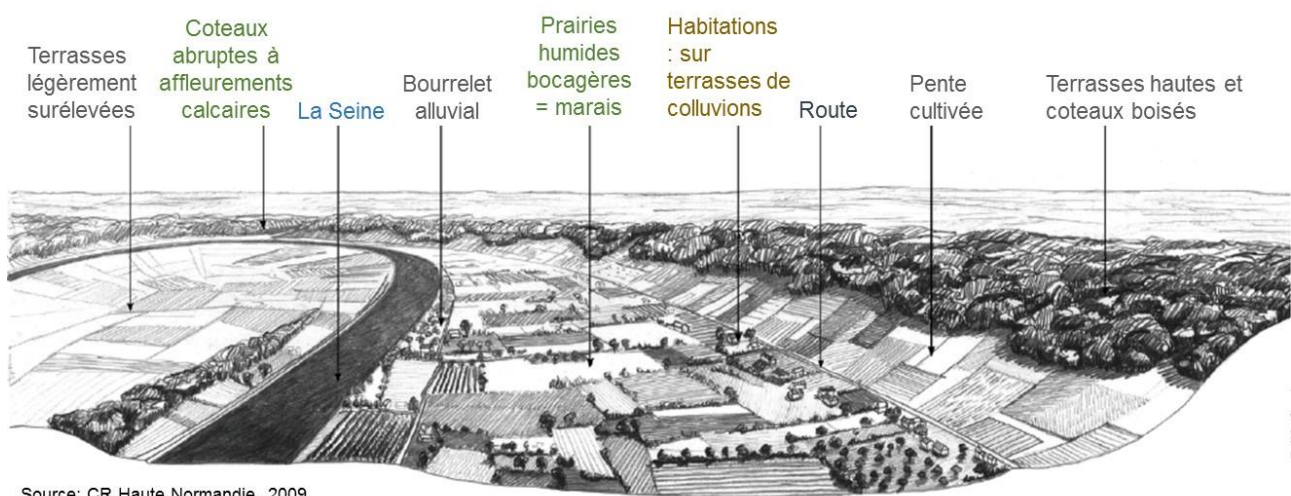 Terrasses
légèrement
surélevées
Coteaux
abruptes à
affleurements
calcaires
La Seine
Bourrelet
alluvial
Prairies
humides
bocagères
= marais
Habitations
: sur
terrasses de
colluvions
Route
Pente
cultivée
Terrasses hautes et
coteaux boisés
Source: CR Haute Normandie, 2009